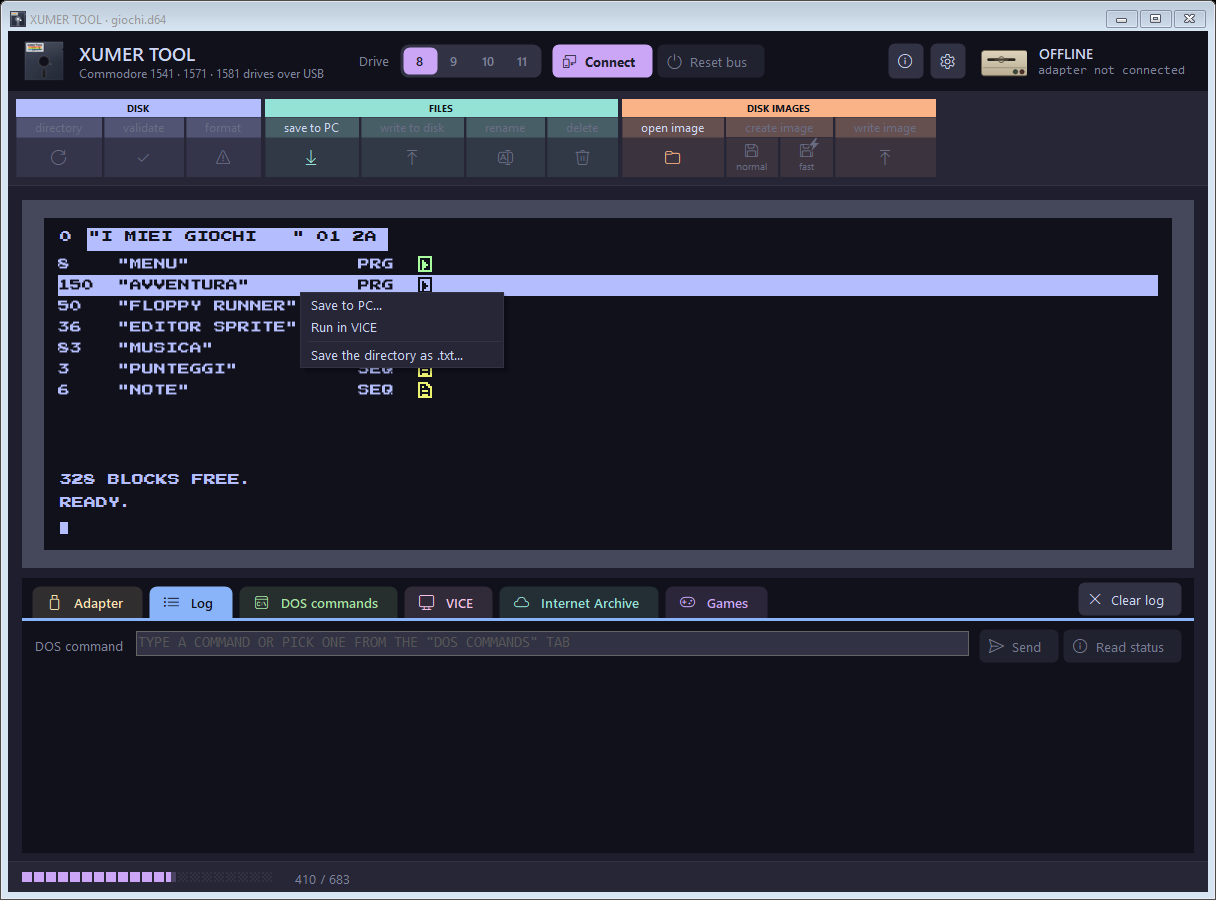 XUMER TOOL · giochi.d64
XUMER TOOL
Commodore 1541 · 1571 · 1581 drives over USB
Drive 8 9 10 11 Connect Reset bus
OFFLINE
adapter not connected
DISK FILES DISK IMAGES
directory validate format save to PC write to disk rename delete open image create image write image
normal fast
0 "I MIEI GIOCHI    " 01 2A
8 "MENU" PRG
150 "AVVENTURA" PRG
50 "FLOPPY RUNNER"
36 "EDITOR SPRITE"
83 "MUSICA"
3 "PUNTEGGI" SEQ
6 "NOTE" SEQ
Save to PC...
Run in VICE
Save the directory as .txt...
328 BLOCKS FREE.
READY.
Adapter Log DOS commands VICE Internet Archive Games Clear log
DOS command TYPE A COMMAND OR PICK ONE FROM THE "DOS COMMANDS" TAB Send Read status
410 / 683